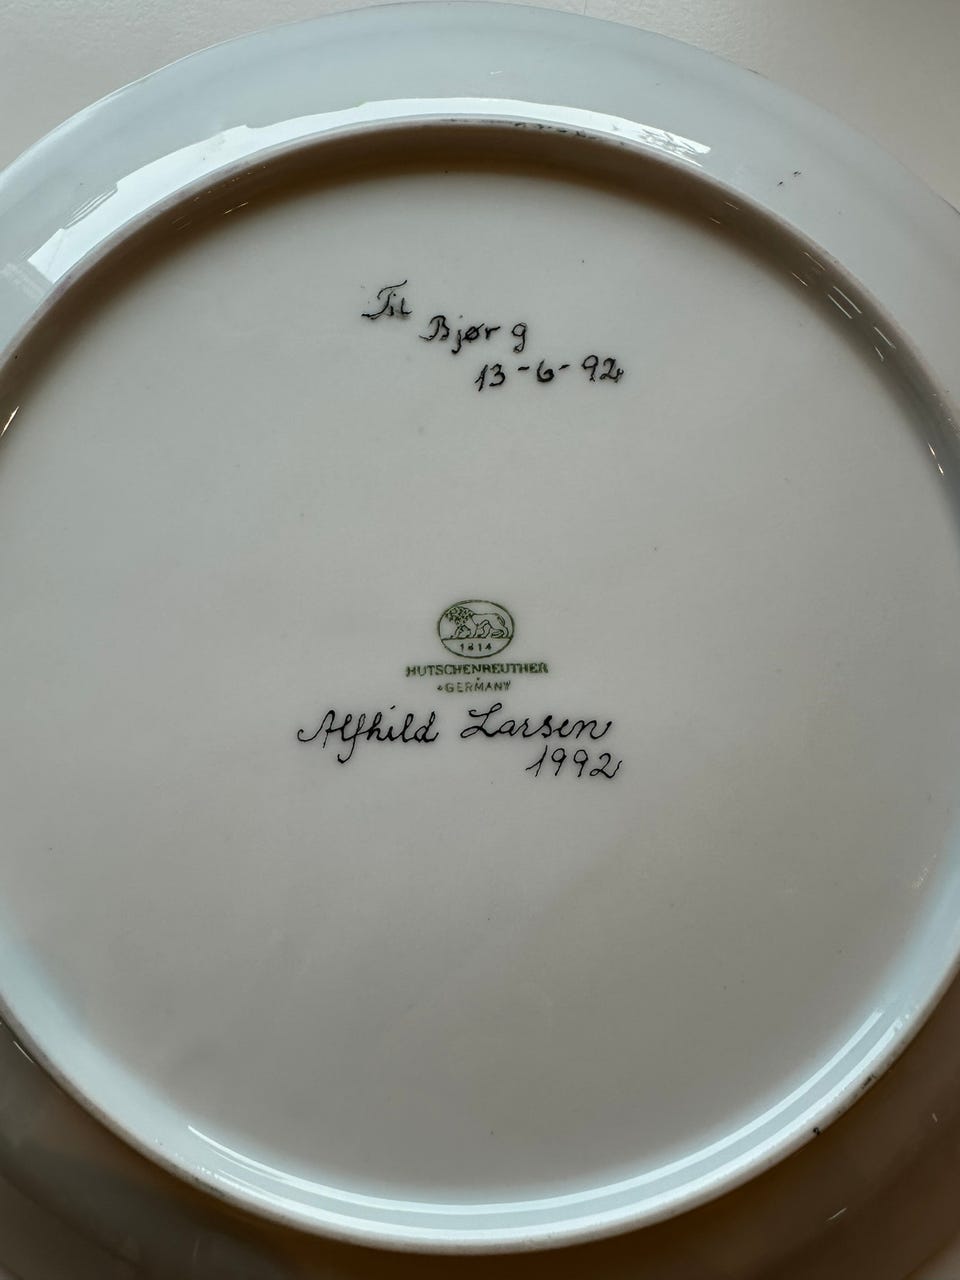 Til
Bjørg
13-6-92
1814
HUTSCHENREUTHER
GERMANY
Alfhild Larsen
1992